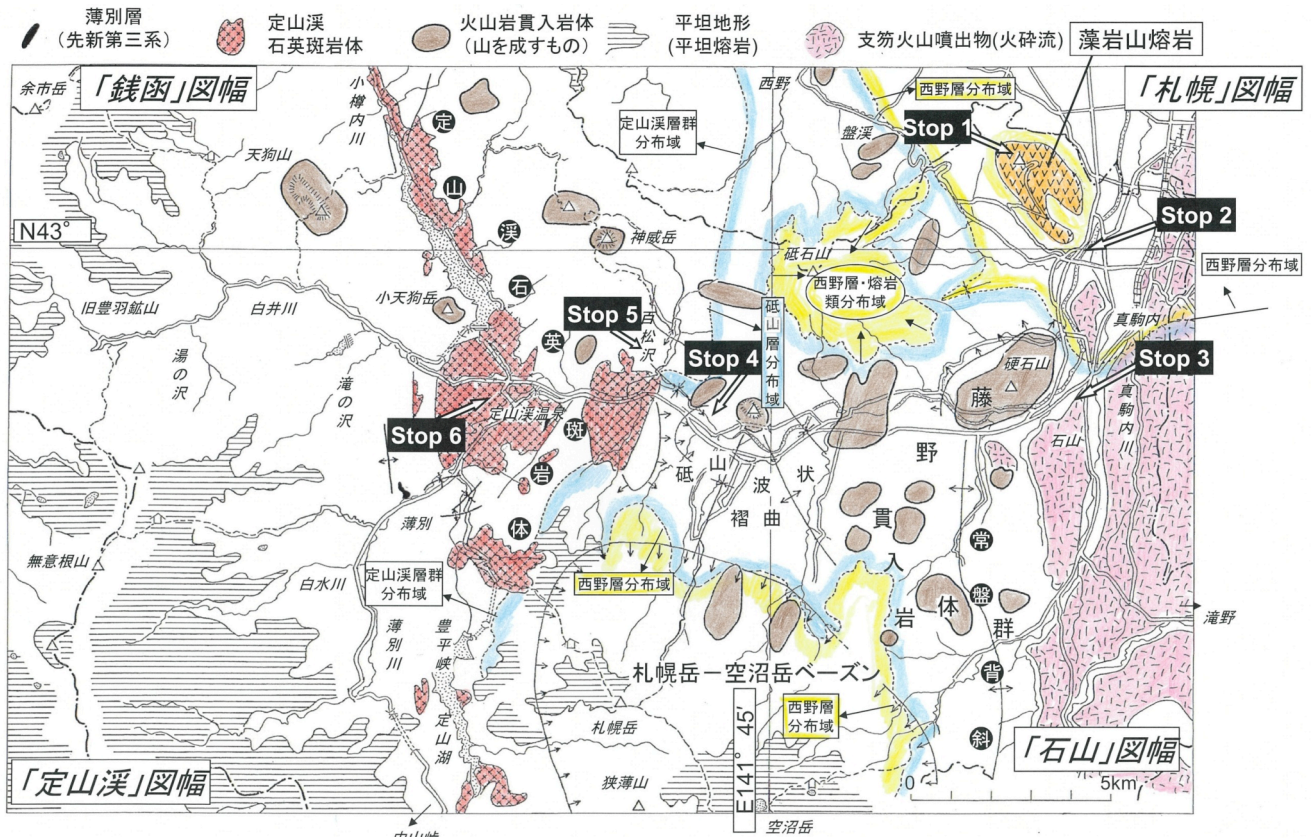 薄別層
(先新第三系)
定山渓
石英斑岩体
火山岩貫入岩体
(山を成すもの)
平坦地形
(平坦熔岩)
支笏火山噴出物(火砕流)
藻岩山熔岩
余市岳
「銭函」図幅
小樽内川
定
西野
西野層分布域
「札幌」図幅
定山渓層群
分布域
盤渓
Stop 1
天狗山
山
N43°
渓
神威岳
砥石山
Stop 2
西野層分布域
西野層・熔岩
類分布域
旧豊羽鉱山
白井川
小天狗岳
石
Stop 5
百松沢
砥山層分布域
真駒内
英
Stop 4
硬石山
Stop 3
湯の沢
滝の沢
定山渓温泉
藤
Stop 6
斑
石山
真駒内川
岩
砥山波状
褶曲
野
薄別
体
貫
常
無意根山
白水川
定山渓層群
分布域
西野層分布域
入
盤
岩
体
群
滝野
薄別川
豊平峡
背
札幌岳-空沼岳ベーズン
定山湖
札幌岳
西野層
分布域
斜
「定山渓」図幅
狭薄山
E141° 45′
「石山」図幅
0
5km
中山峠
空沼岳